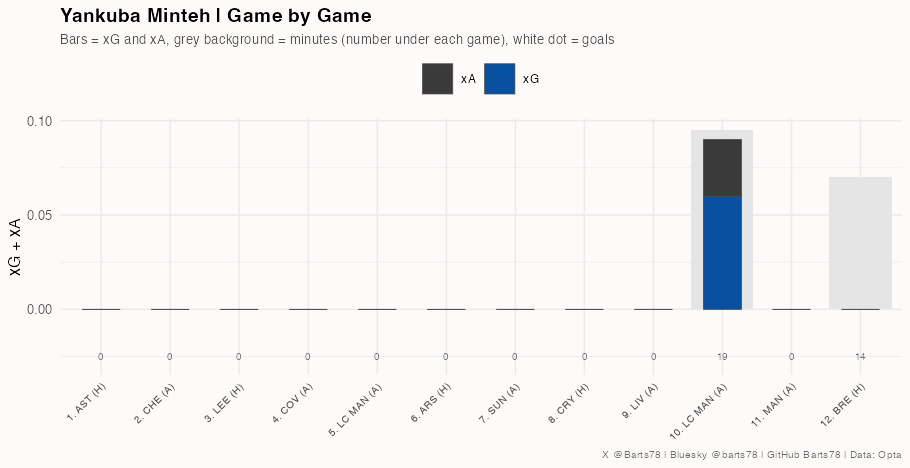 Yankuba Minteh | Game by Game
Bars = xG and xA, grey background = minutes (number under each game), white dot = goals
xA xG
xG + xA
0.10
0.05
0.00
0 0 0 0 0 0 0 0 0 19 0 14
1. AST (H)
2. CHE (A)
3. LEE (H)
4. COV (A)
5. LC MAN (A)
6. ARS (H)
7. SUN (A)
8. CRY (H)
9. LIV (A)
10. LC MAN (A)
11. MAN (A)
12. BRE (H)
X @Barts78 | Bluesky @barts78 | GitHub Barts78 | Data: Opta